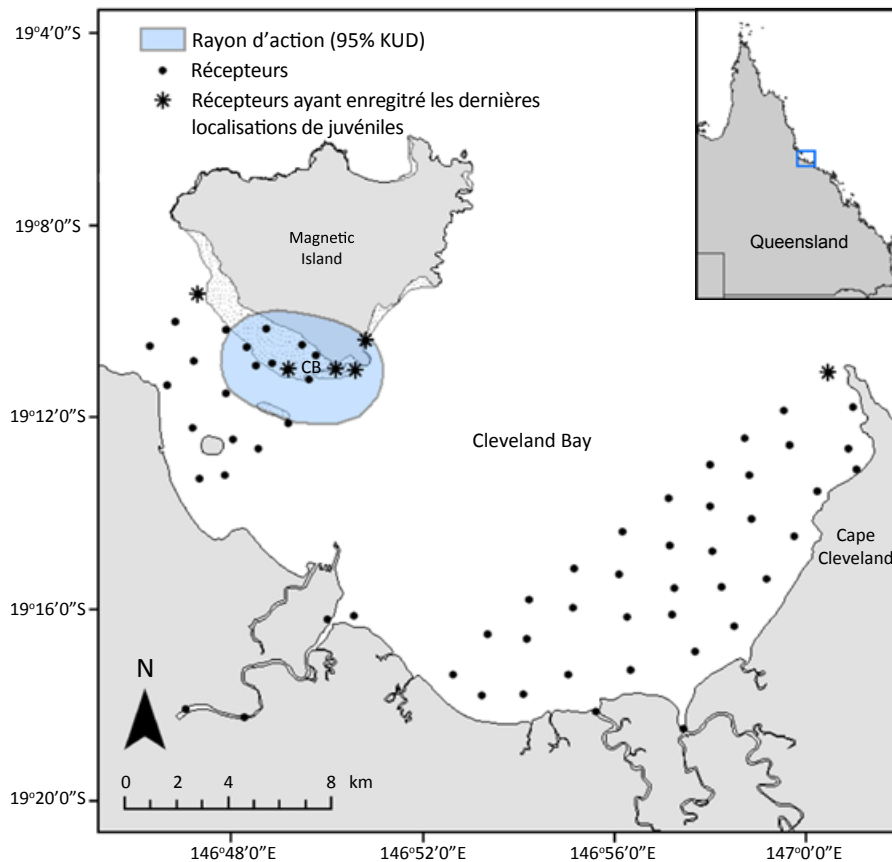 19°4′0″S
Rayon d’action (95% KUD)
Récepteurs
Récepteurs ayant enregitré les dernières
localisations de juvéniles
19°8′0″S
Magnetic
Island
Queensland
CB
19°12′0″S
Cleveland Bay
Cape
Cleveland
19°16′0″S
N
0 2 4 8 km
19°20′0″S
146°48′0″E 146°52′0″E 146°56′0″E 147°0′0″E